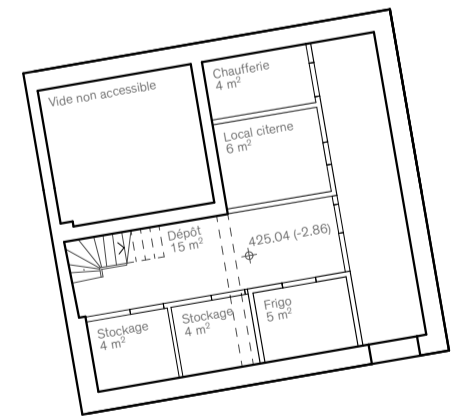 Chaufferie
4 m²
Vide non accessible
Local citerne
6 m²
Dépôt
15 m²
425.04 (-2.86)
Stockage
4 m²
Stockage
4 m²
Frigo
5 m²